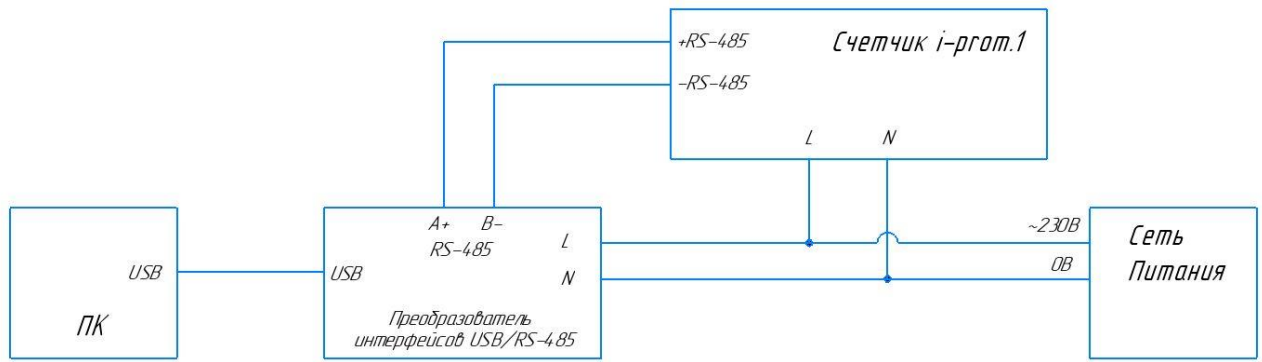 +RS-485
Счетчик i-prom.1
-RS-485
L
N
A+
B-
RS-485
L
~230В
Сеть
Питания
USB
USB
N
0В
ПК
Преобразователь
интерфейсов USB/RS-485